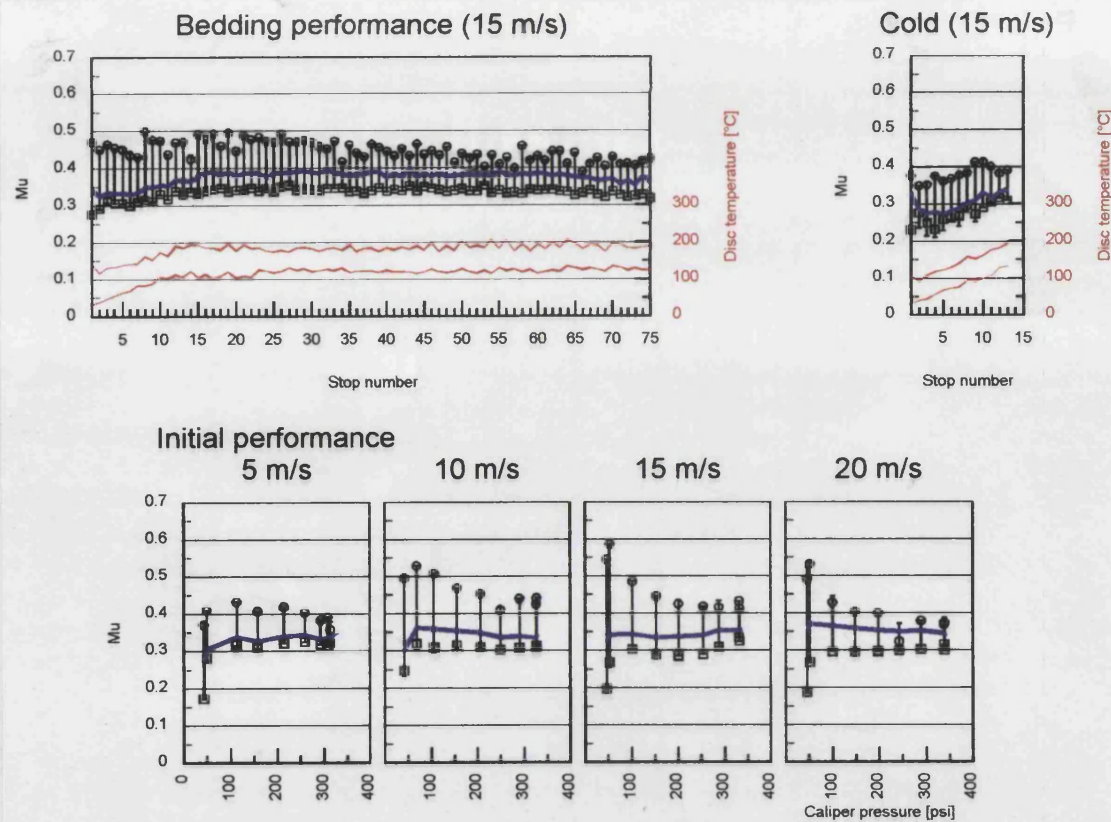 Bedding performance (15 m/s)
Cold (15 m/s)
0.7
0.6
0.5
0.4
0.3
0.2
0.1
0
Mu
300
200
100
0
Disc temperature [°C]
5 10 15 20 25 30 35 40 45 50 55 60 65 70 75
Stop number
0.7
0.6
0.5
0.4
0.3
0.2
0.1
0
Mu
300
200
100
0
Disc temperature [°C]
5 10 15
Stop number
Initial performance
5 m/s
10 m/s
15 m/s
20 m/s
0.7
0.6
0.5
0.4
0.3
0.2
0.1
0
Mu
0 100 200 300 400
100 200 300 400
100 200 300 400
100 200 300 400
Caliper pressure [psi]